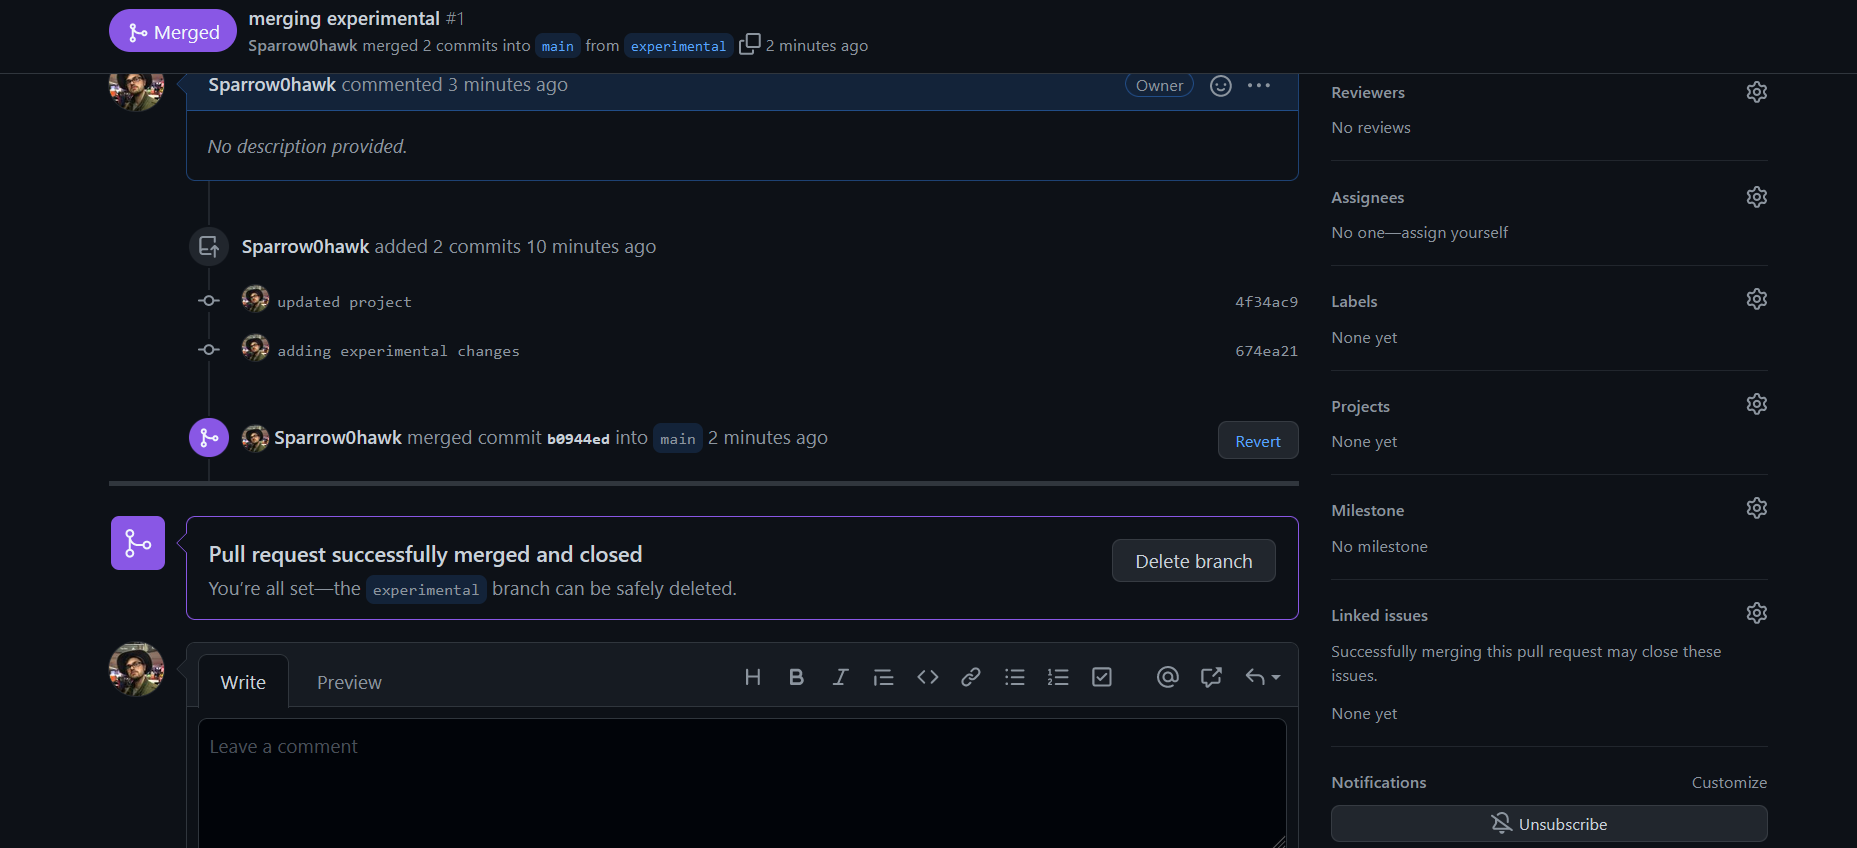 Merged
merging experimental #1
Sparrow0hawk merged 2 commits into main from experimental 2 minutes ago
Sparrow0hawk commented 3 minutes ago
Owner
No description provided.
Sparrow0hawk added 2 commits 10 minutes ago
updated project 4f34ac9
adding experimental changes 674ea21
Sparrow0hawk merged commit b0944ed into main 2 minutes ago
Revert
Pull request successfully merged and closed
You’re all set—the experimental branch can be safely deleted.
Delete branch
Write
Preview
Leave a comment
Reviewers
No reviews
Assignees
No one—assign yourself
Labels
None yet
Projects
None yet
Milestone
No milestone
Linked issues
Successfully merging this pull request may close these
issues.
None yet
Notifications
Customize
Unsubscribe